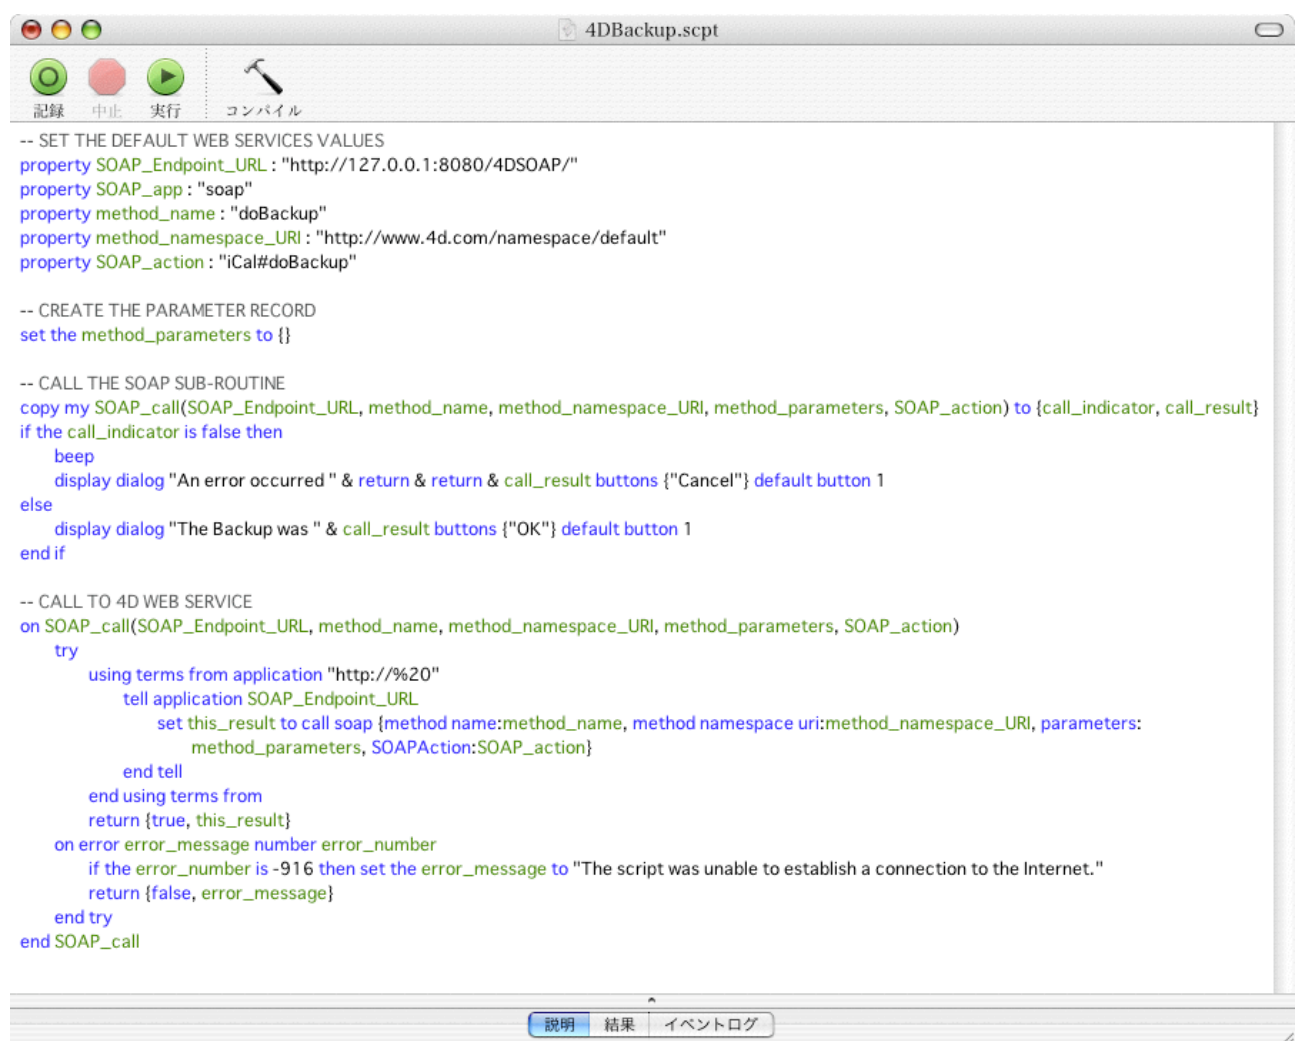 4DBackup.scpt
記録 中止 実行 コンパイル
-- SET THE DEFAULT WEB SERVICES VALUES
property SOAP_Endpoint_URL : "http://127.0.0.1:8080/4DSOAP/"
property SOAP_app : "soap"
property method_name : "doBackup"
property method_namespace_URI : "http://www.4d.com/namespace/default"
property SOAP_action : "iCal#doBackup"
-- CREATE THE PARAMETER RECORD
set the method_parameters to {}
-- CALL THE SOAP SUB-ROUTINE
copy my SOAP_call(SOAP_Endpoint_URL, method_name, method_namespace_URI, method_parameters, SOAP_action) to {call_indicator, call_result}
if the call_indicator is false then
beep
display dialog "An error occurred " & return & return & call_result buttons {"Cancel"} default button 1
else
display dialog "The Backup was " & call_result buttons {"OK"} default button 1
end if
-- CALL TO 4D WEB SERVICE
on SOAP_call(SOAP_Endpoint_URL, method_name, method_namespace_URI, method_parameters, SOAP_action)
try
using terms from application "http://%20"
tell application SOAP_Endpoint_URL
set this_result to call soap {method name:method_name, method namespace uri:method_namespace_URI, parameters:
method_parameters, SOAPAction:SOAP_action}
end tell
end using terms from
return {true, this_result}
on error error_message number error_number
if the error_number is -916 then set the error_message to "The script was unable to establish a connection to the Internet."
return {false, error_message}
end try
end SOAP_call
説明 結果 イベントログ